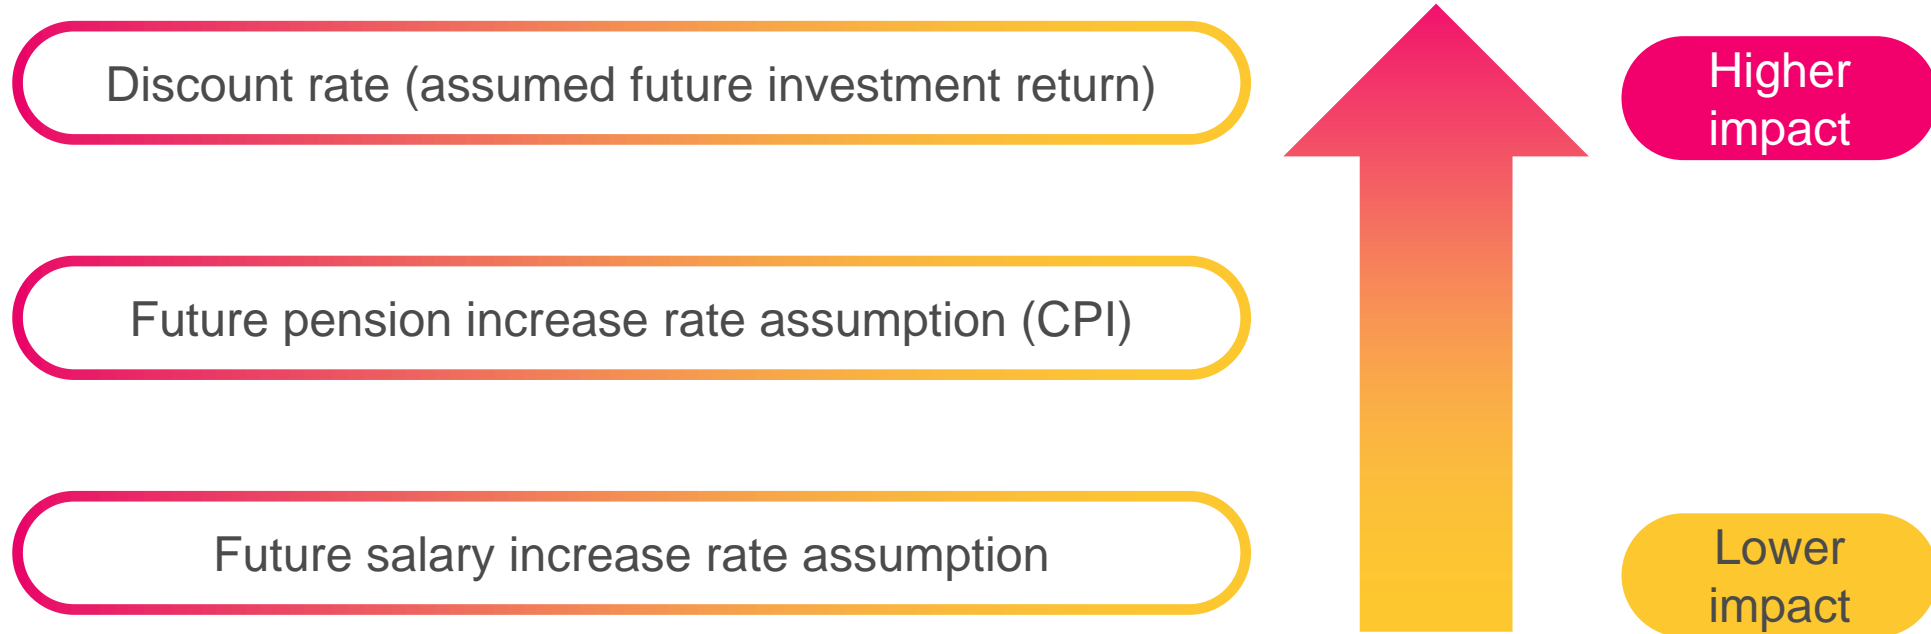 Discount rate (assumed future investment return)
Higher
impact
Future pension increase rate assumption (CPI)
Future salary increase rate assumption
Lower
impact